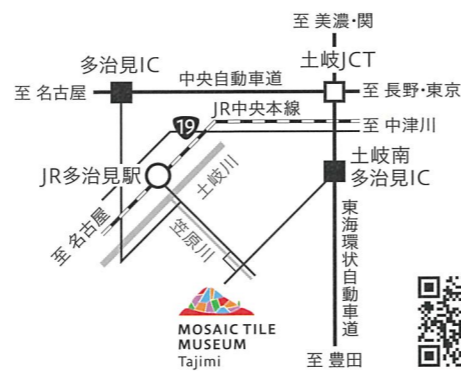 至 美濃・関
多治見IC
土岐JCT
中央自動車道
至 名古屋
至 長野・東京
JR中央本線
19
至 中津川
土岐南
多治見IC
JR多治見駅
土岐川
笠原川
至 名古屋
東海環状自動車道
MOSAIC TILE
MUSEUM
Tajimi
至 豊田